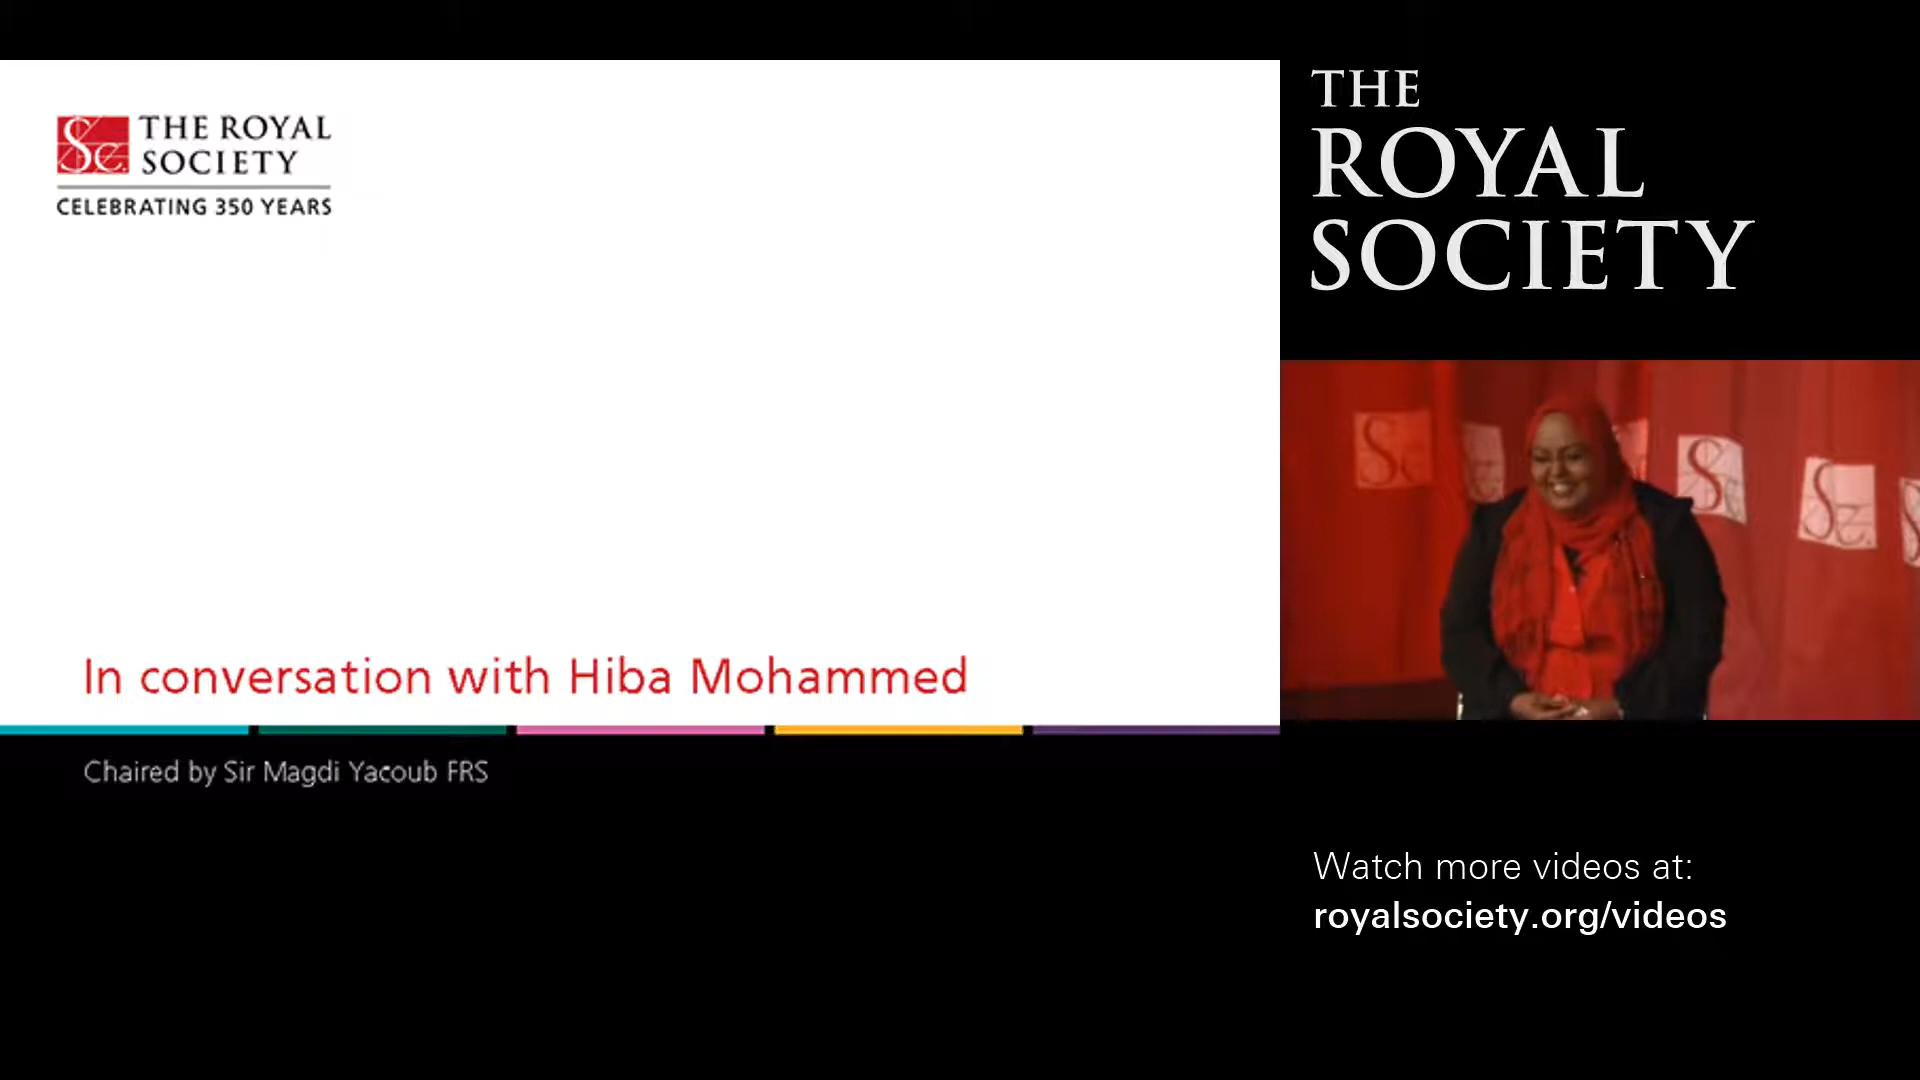 THE ROYAL
SOCIETY
CELEBRATING 350 YEARS
In conversation with Hiba Mohammed
Chaired by Sir Magdi Yacoub FRS
THE
ROYAL
SOCIETY
Watch more videos at:
royalsociety.org/videos